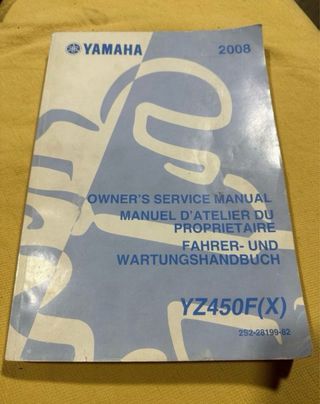 YAMAHA 2008
OWNER'S SERVICE MANUAL
MANUEL D'ATELIER DU
PROPRIETAIRE
FAHRER- UND
WARTUNGSHANDBUCH
YZ450F(X)
2S2-28199-82